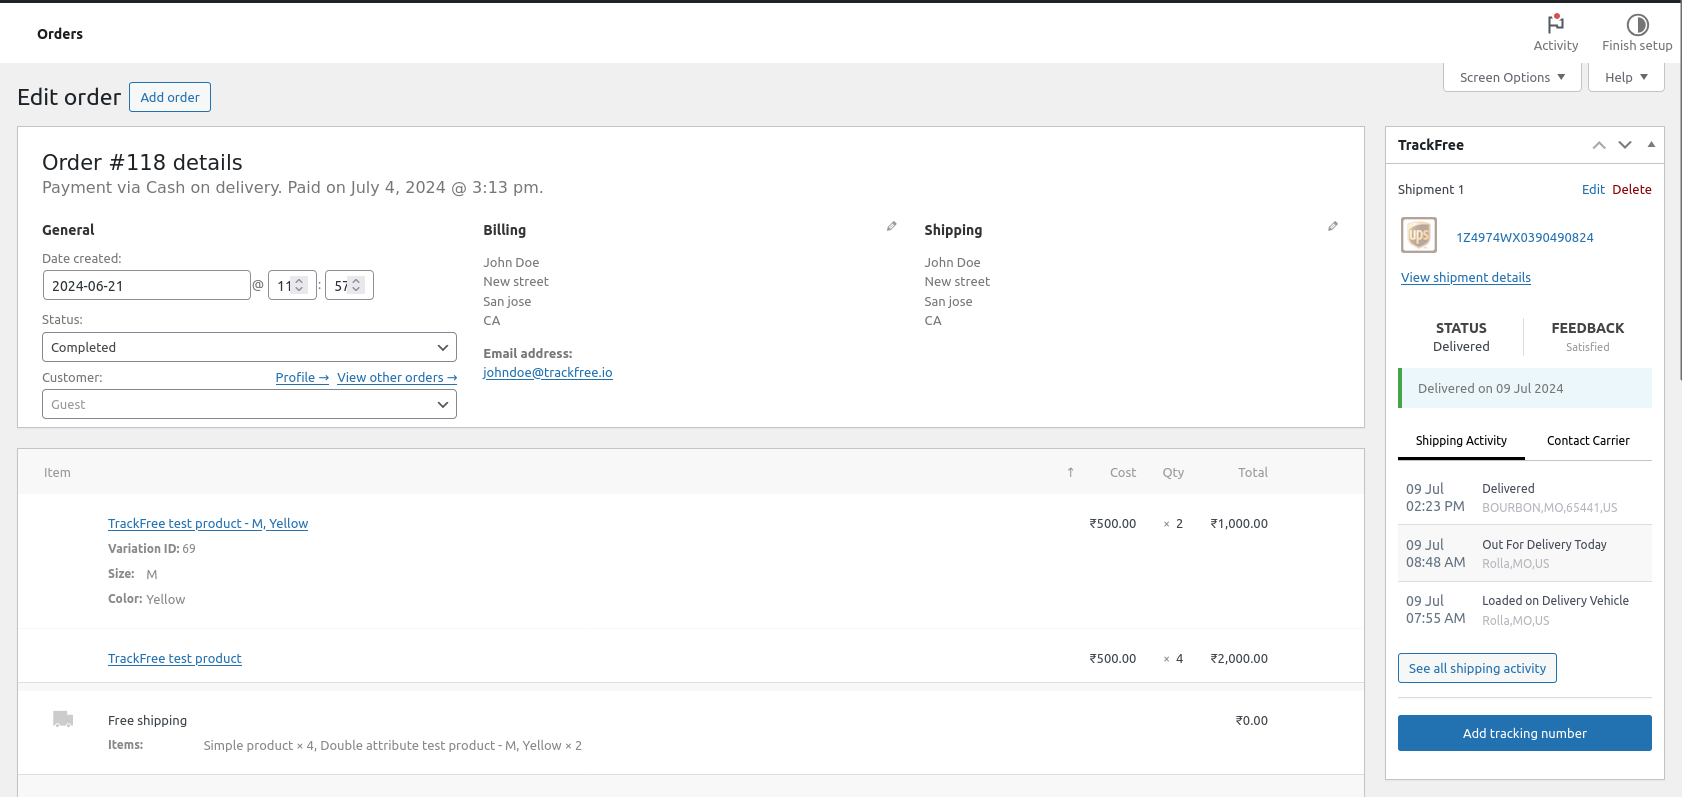 Orders
Activity
Finish setup
Screen Options ▼
Help ▼
Edit order
Add order
Order #118 details
Payment via Cash on delivery. Paid on July 4, 2024 @ 3:13 pm.
General
Date created:
2024-06-21 @ 11 : 57
Status:
Completed
Customer:
Profile →
View other orders →
Guest
Billing
John Doe
New street
San jose
CA
Email address:
johndoe@trackfree.io
Shipping
John Doe
New street
San jose
CA
Item ↑ Cost Qty Total
TrackFree test product - M, Yellow ₹500.00 × 2 ₹1,000.00
Variation ID: 69
Size: M
Color: Yellow
TrackFree test product ₹500.00 × 4 ₹2,000.00
Free shipping ₹0.00
Items: Simple product × 4, Double attribute test product - M, Yellow × 2
TrackFree
Shipment 1 Edit Delete
ups
1Z4974WX0390490824
View shipment details
STATUS
Delivered
FEEDBACK
Satisfied
Delivered on 09 Jul 2024
Shipping Activity Contact Carrier
09 Jul
02:23 PM
Delivered
BOURBON,MO,65441,US
09 Jul
08:48 AM
Out For Delivery Today
Rolla,MO,US
09 Jul
07:55 AM
Loaded on Delivery Vehicle
Rolla,MO,US
See all shipping activity
Add tracking number